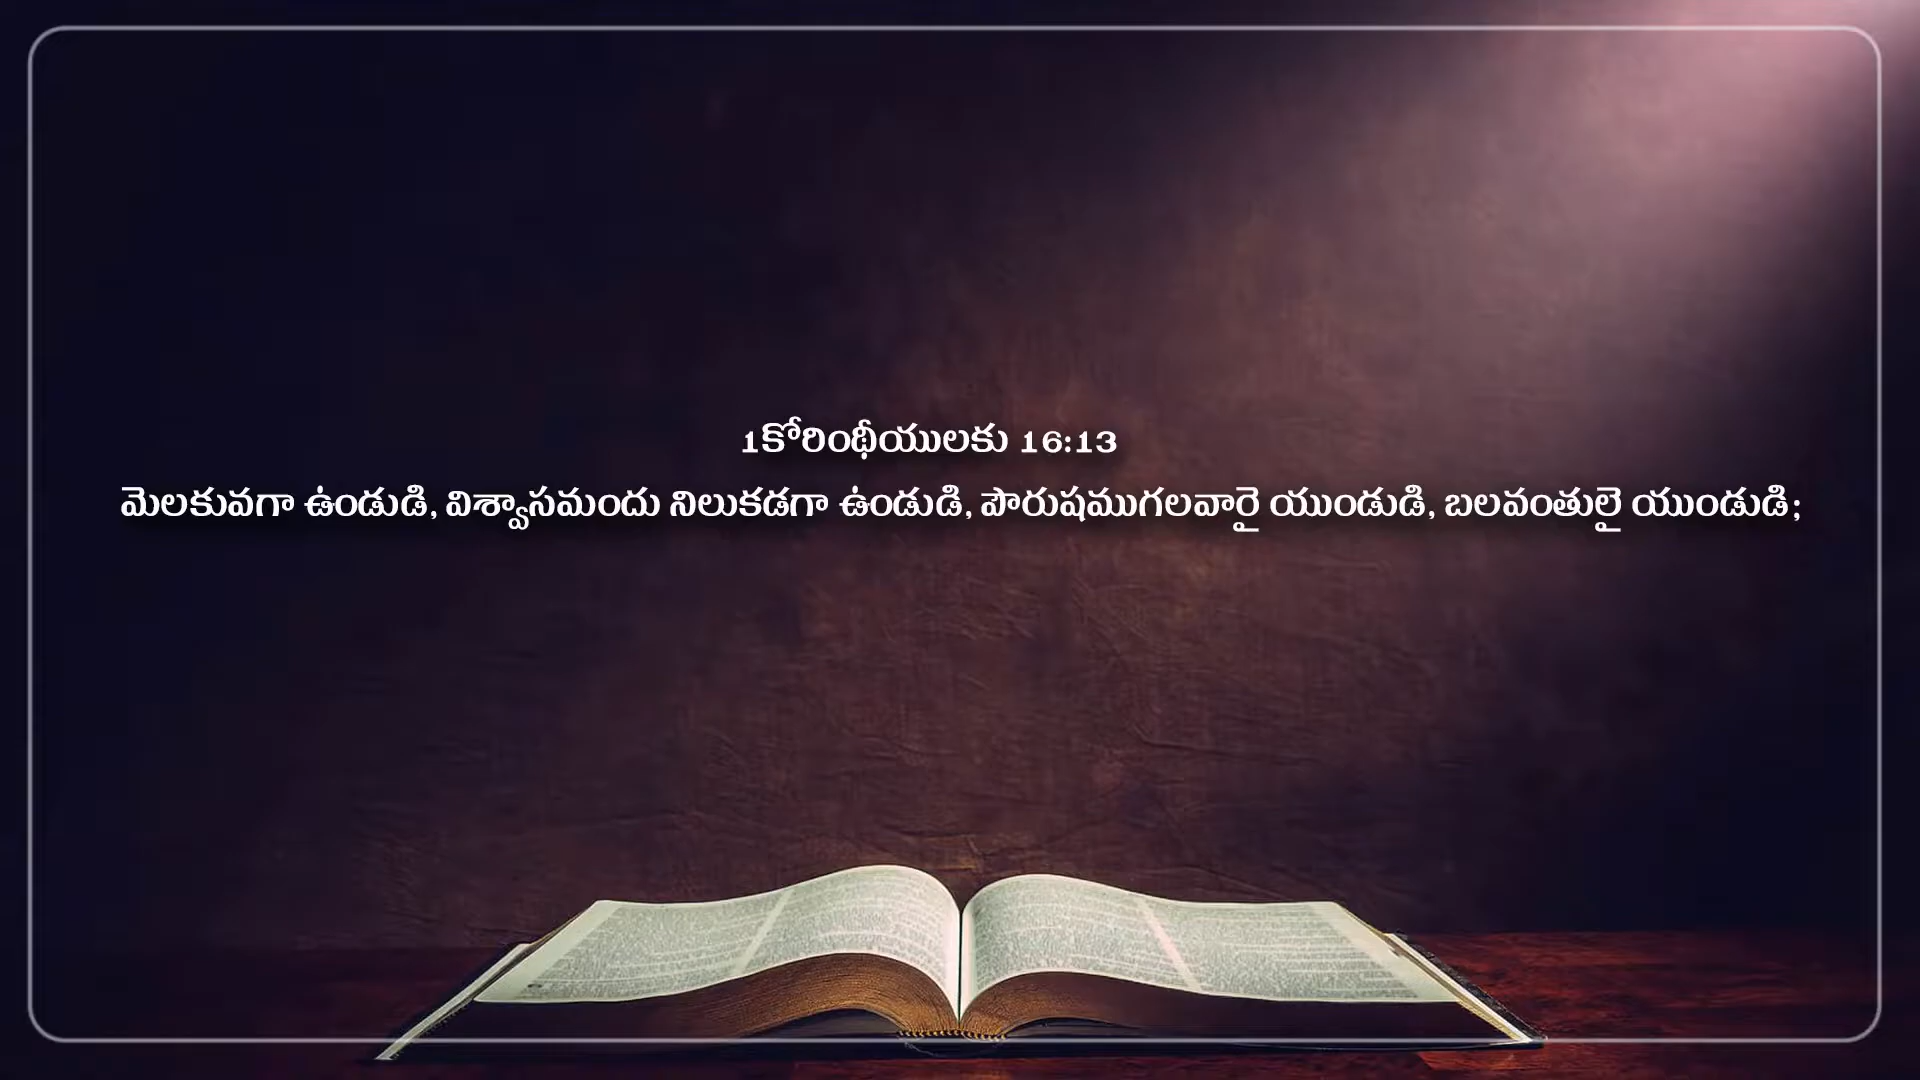 1కోరింథీయులకు 16:13
మెలకువగా ఉండుడి, విశ్వాసమందు నిలుకడగా ఉండుడి, పౌరుషముగలవారై యుండుడి, బలవంతులై యుండుడి;